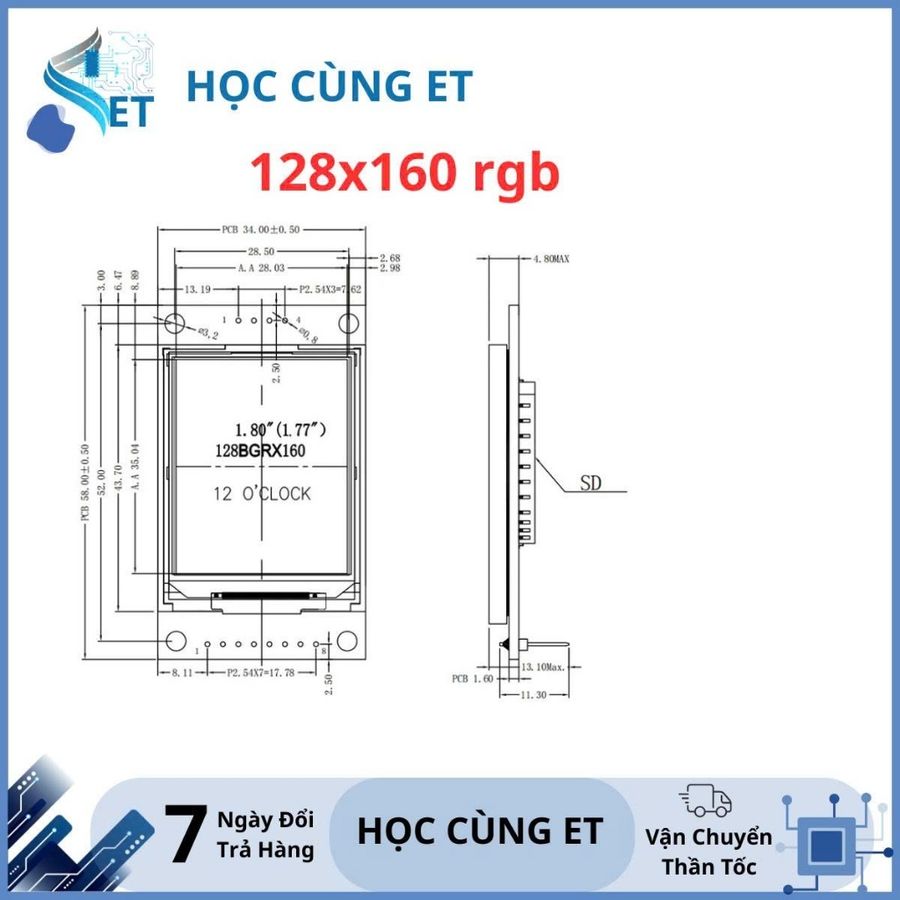 ET
HỌC CÙNG ET
128x160 rgb
PCB 34.00±0.50
28.50
2.68
A.A 28.03
2.98
13.19
P2.54X3=7.62
4.80MAX
3.00
6.47
8.89
1
4
ø3.2
ø0.8
2.50
1.80"(1.77")
128BGRX160
12 O'CLOCK
PCB 58.00±0.50
52.00
43.70
A.A 35.04
SD
1
8
8.11
P2.54X7=17.78
2.50
13.10Max.
PCB 1.60
11.30
7
Ngày Đổi
Trả Hàng
HỌC CÙNG ET
Vận Chuyển
Thần Tốc